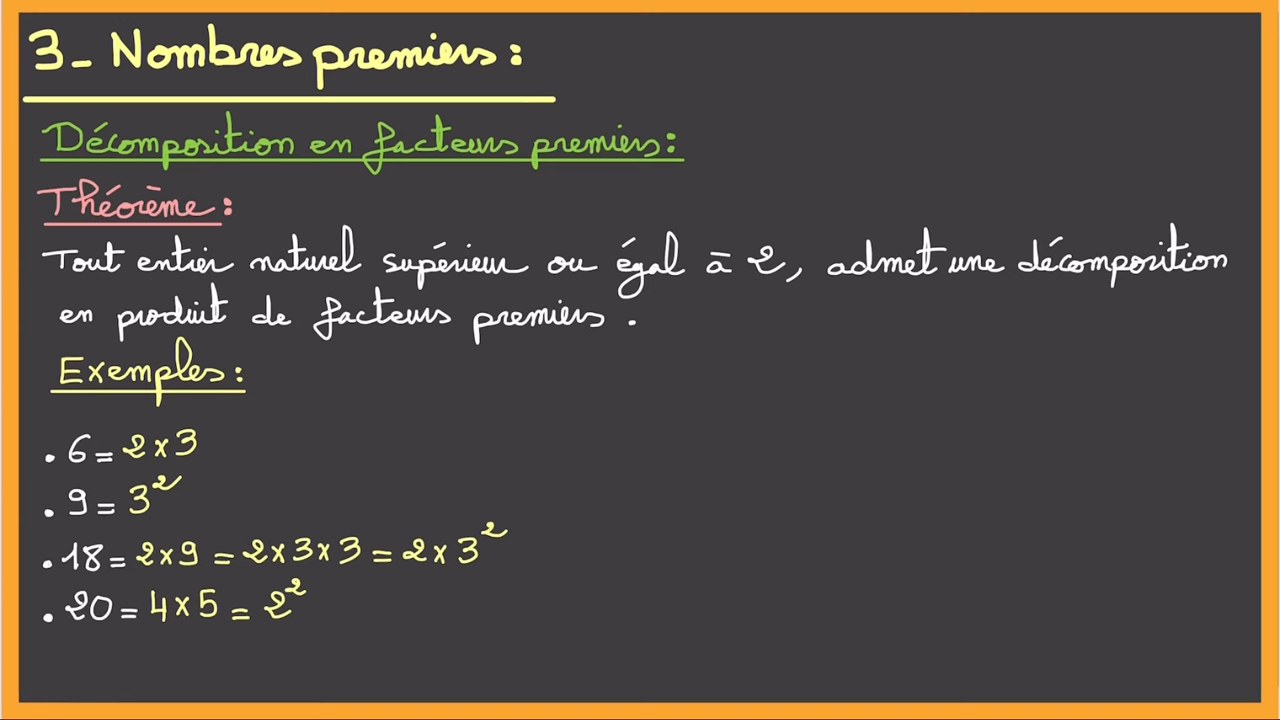 3- Nombres premiers :
Décomposition en facteurs premiers :
Théorème :
Tout entier naturel supérieur ou égal à 2, admet une décomposition
en produit de facteurs premiers .
Exemples :
. 6 = 2 × 3
. 9 = 3²
. 18 = 2 × 9 = 2 × 3 × 3 = 2 × 3²
. 20 = 4 × 5 = 2²